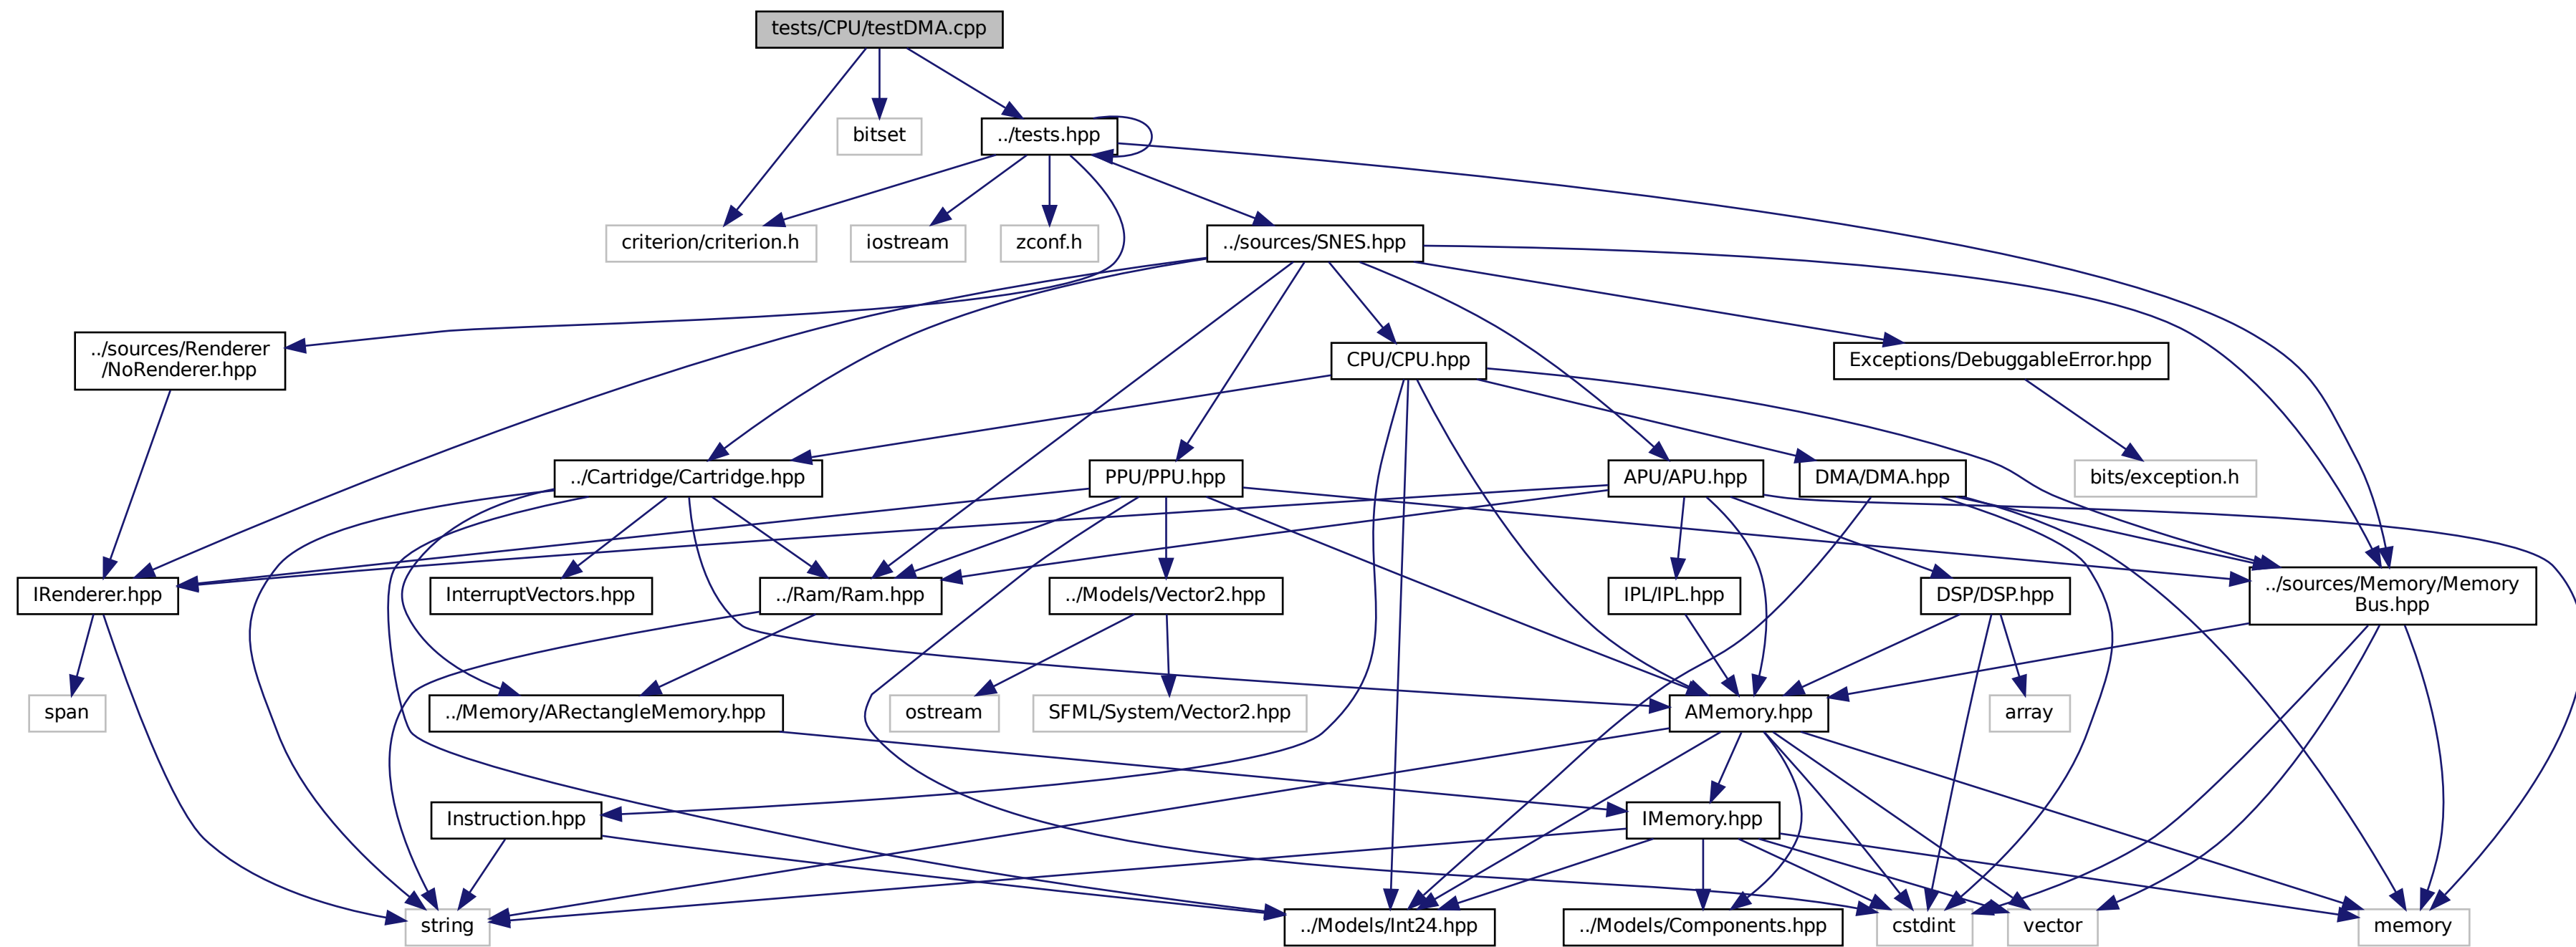 tests/CPU/testDMA.cpp
bitset
../tests.hpp
criterion/criterion.h
iostream
zconf.h
../sources/SNES.hpp
../sources/Renderer
/NoRenderer.hpp
CPU/CPU.hpp
Exceptions/DebuggableError.hpp
../Cartridge/Cartridge.hpp
PPU/PPU.hpp
APU/APU.hpp
DMA/DMA.hpp
bits/exception.h
IRenderer.hpp
InterruptVectors.hpp
../Ram/Ram.hpp
../Models/Vector2.hpp
IPL/IPL.hpp
DSP/DSP.hpp
../sources/Memory/Memory
Bus.hpp
span
../Memory/ARectangleMemory.hpp
ostream
SFML/System/Vector2.hpp
AMemory.hpp
array
Instruction.hpp
IMemory.hpp
string
../Models/Int24.hpp
../Models/Components.hpp
cstdint
vector
memory